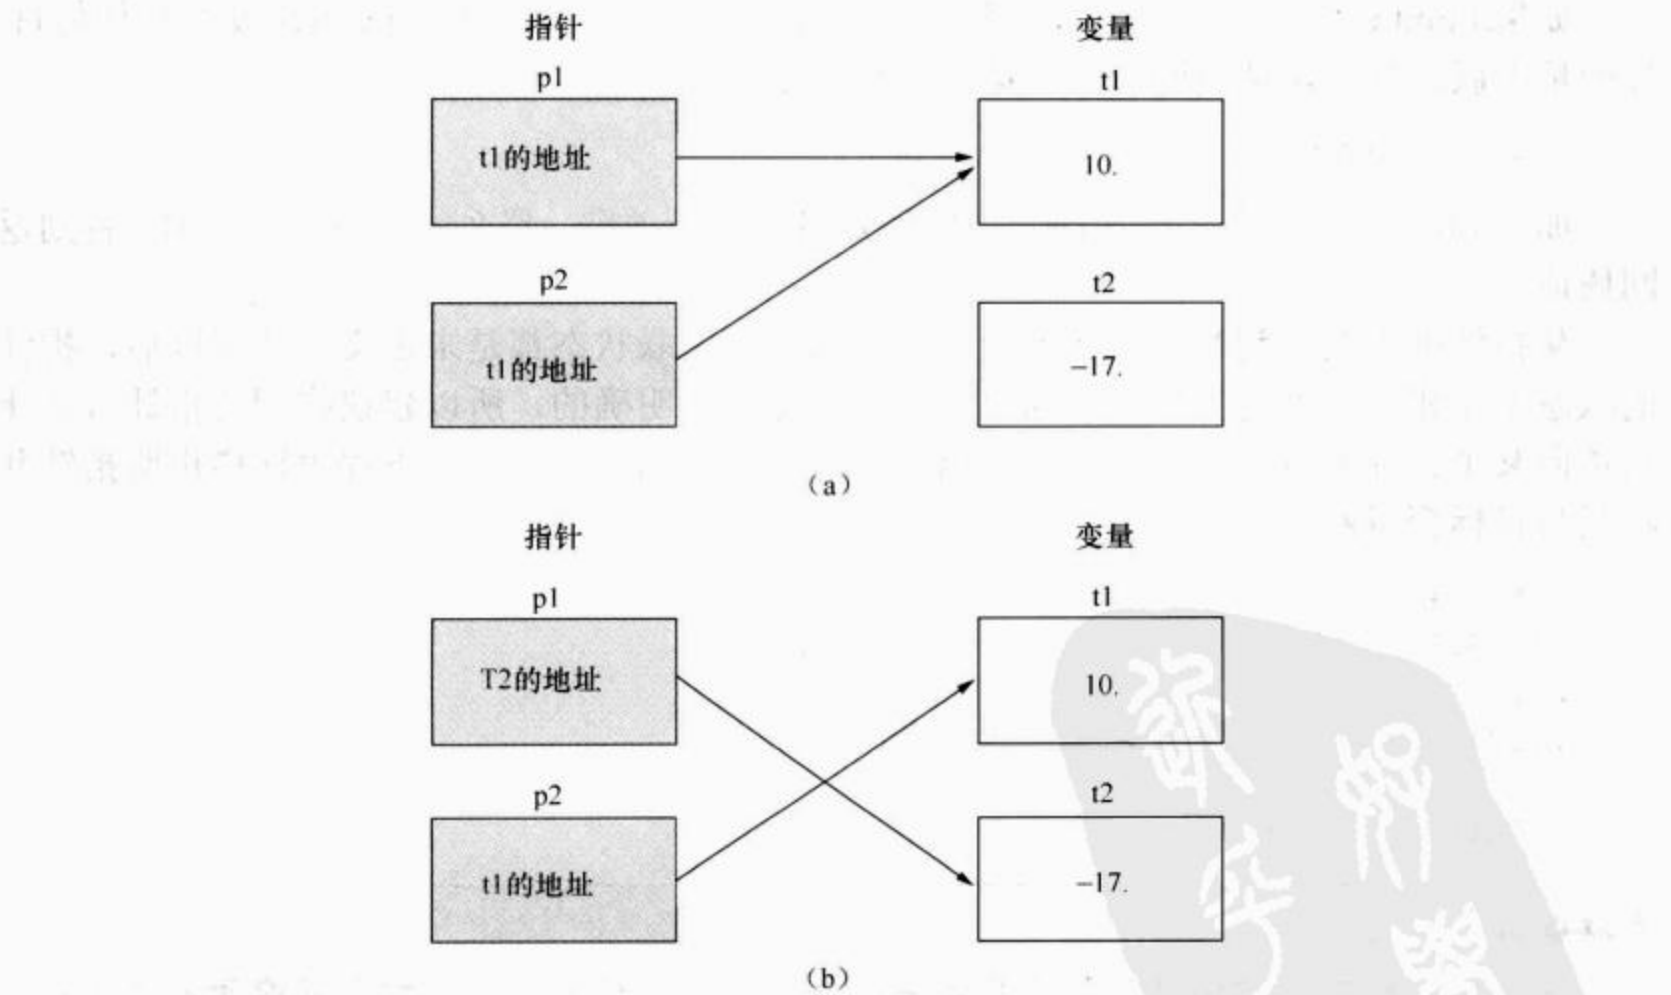 指针 变量
p1 t1
t1的地址 10.
p2 t2
t1的地址 -17.
（a）
指针 变量
p1 t1
T2的地址 10.
p2 t2
t1的地址 -17.
（b）